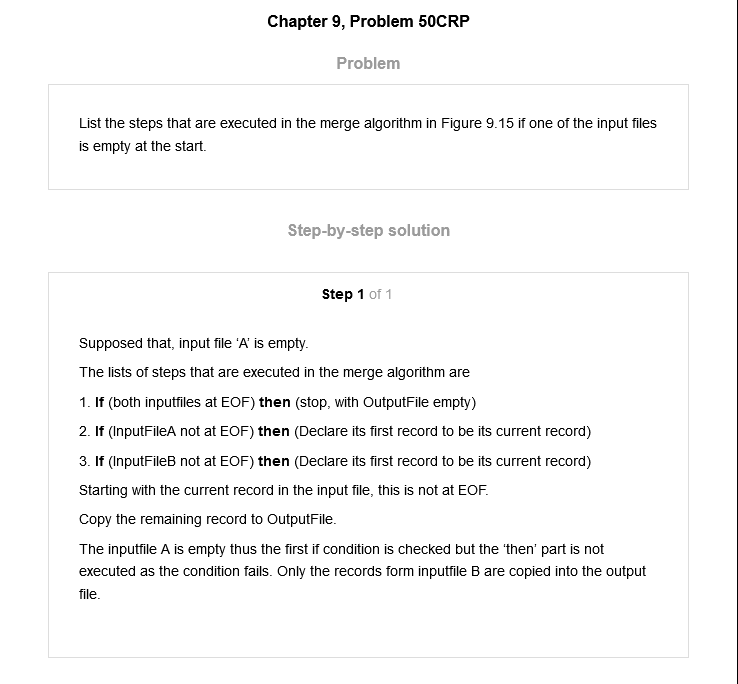 Chapter 9, Problem 50CRP
Problem
List the steps that are executed in the merge algorithm in Figure 9.15 if one of the input files
is empty at the start.
Step-by-step solution
Step 1 of 1
Supposed that, input file ‘A’ is empty.
The lists of steps that are executed in the merge algorithm are
1. If (both inputfiles at EOF) then (stop, with OutputFile empty)
2. If (InputFileA not at EOF) then (Declare its first record to be its current record)
3. If (InputFileB not at EOF) then (Declare its first record to be its current record)
Starting with the current record in the input file, this is not at EOF.
Copy the remaining record to OutputFile.
The inputfile A is empty thus the first if condition is checked but the ‘then’ part is not
executed as the condition fails. Only the records form inputfile B are copied into the output
file.